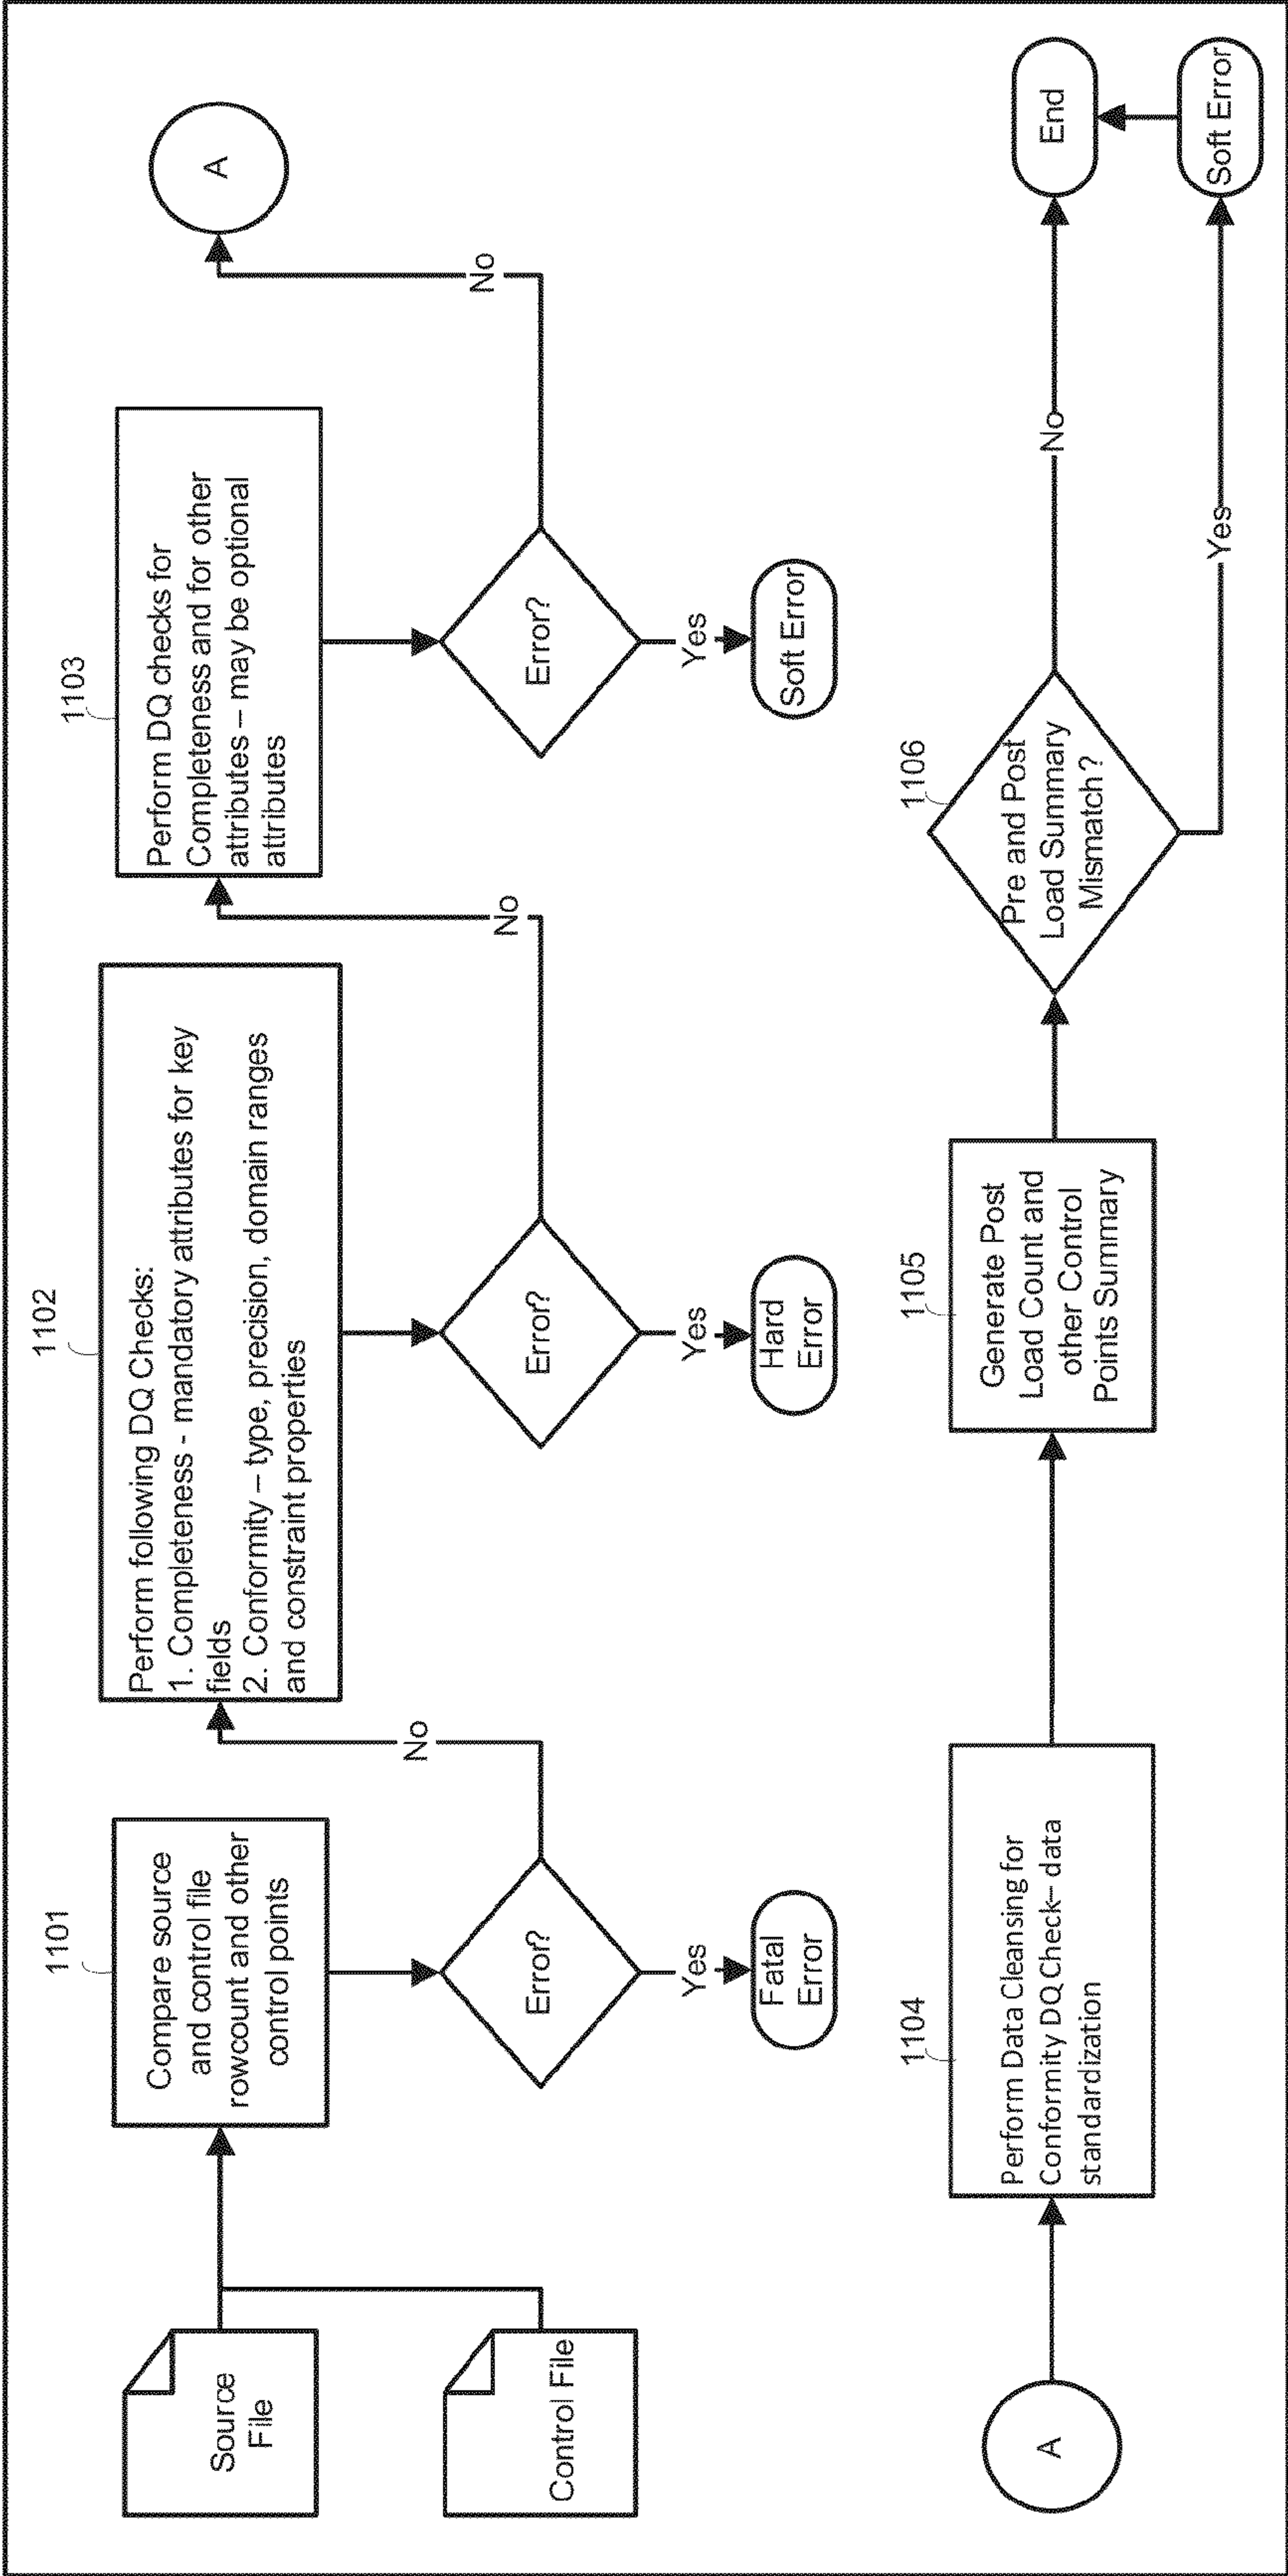 Source
File
Control File
1101
Compare source
and control file
rowcount and other
control points
Error?
Yes
Fatal
Error
No
1102
Perform following DQ Checks:
1. Completeness - mandatory attributes for key
fields
2. Conformity – type, precision, domain ranges
and constraint properties
Error?
Yes
Hard
Error
No
1103
Perform DQ checks for
Completeness and for other
attributes – may be optional
attributes
Error?
Yes
Soft Error
No
A
A
1104
Perform Data Cleansing for
Conformity DQ Check– data
standardization
1105
Generate Post
Load Count and
other Control
Points Summary
1106
Pre and Post
Load Summary
Mismatch?
No
Yes
End
Soft Error